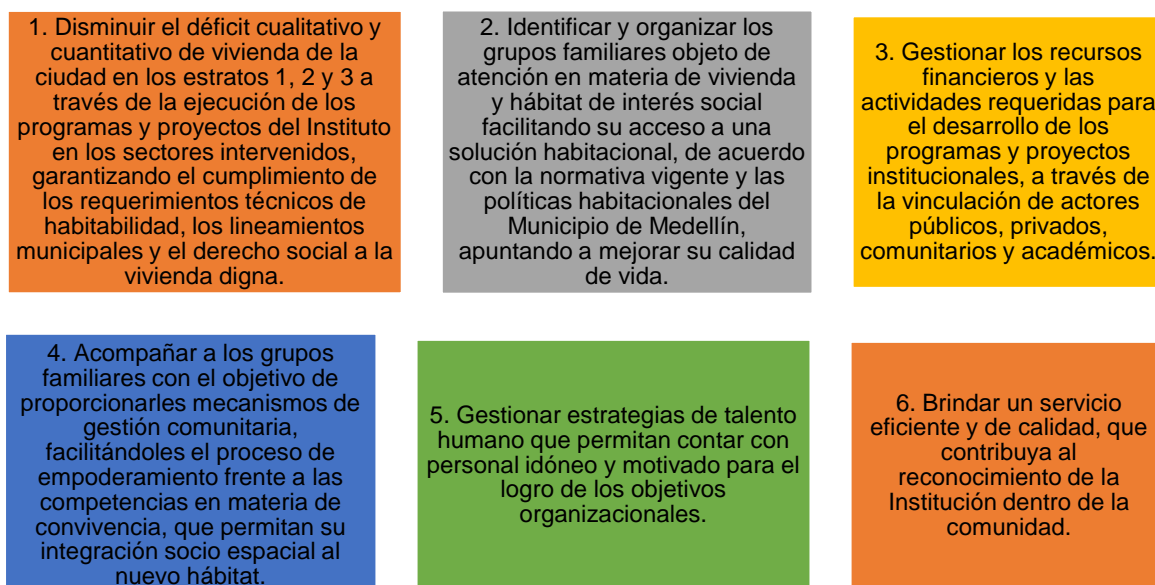 1. Disminuir el déficit cualitativo y
cuantitativo de vivienda de la
ciudad en los estratos 1, 2 y 3 a
través de la ejecución de los
programas y proyectos del Instituto
en los sectores intervenidos,
garantizando el cumplimiento de
los requerimientos técnicos de
habitabilidad, los lineamientos
municipales y el derecho social a la
vivienda digna.
2. Identificar y organizar los
grupos familiares objeto de
atención en materia de vivienda
y hábitat de interés social
facilitando su acceso a una
solución habitacional, de acuerdo
con la normativa vigente y las
políticas habitacionales del
Municipio de Medellín,
apuntando a mejorar su calidad
de vida.
3. Gestionar los recursos
financieros y las
actividades requeridas para
el desarrollo de los
programas y proyectos
institucionales, a través de
la vinculación de actores
públicos, privados,
comunitarios y académicos.
4. Acompañar a los grupos
familiares con el objetivo de
proporcionarles mecanismos de
gestión comunitaria,
facilitándoles el proceso de
empoderamiento frente a las
competencias en materia de
convivencia, que permitan su
integración socio espacial al
nuevo hábitat.
5. Gestionar estrategias de talento
humano que permitan contar con
personal idóneo y motivado para el
logro de los objetivos
organizacionales.
6. Brindar un servicio
eficiente y de calidad, que
contribuya al
reconocimiento de la
Institución dentro de la
comunidad.